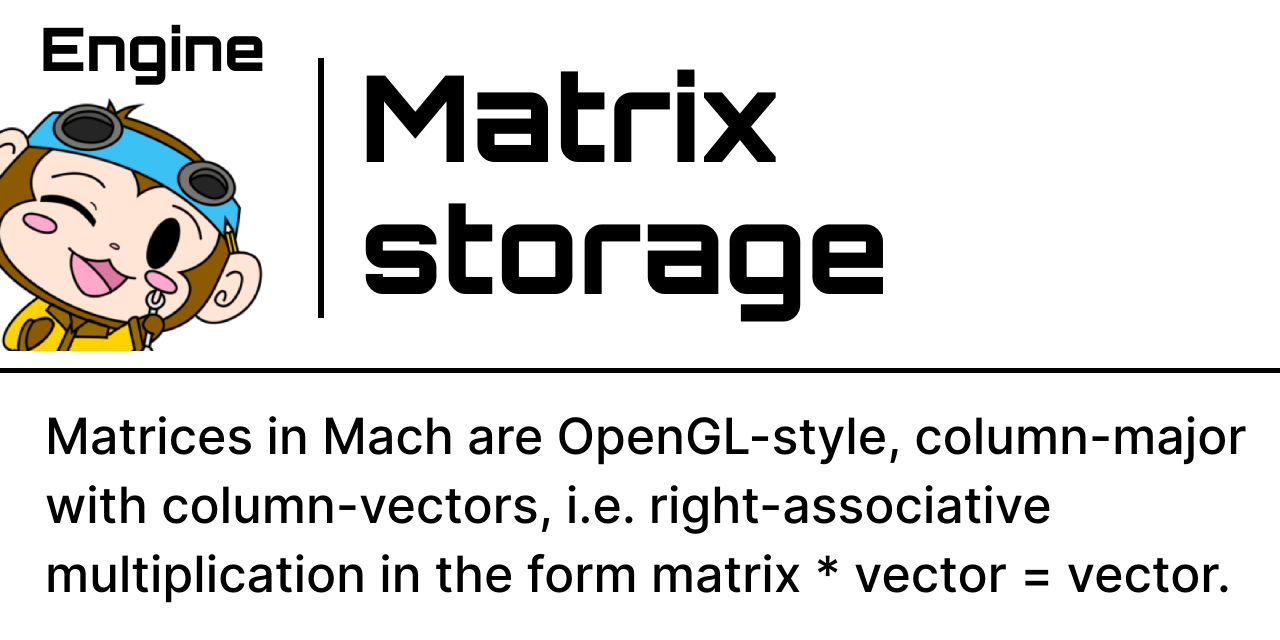 Engine
Matrix
storage
Matrices in Mach are OpenGL-style, column-major
with column-vectors, i.e. right-associative
multiplication in the form matrix * vector = vector.